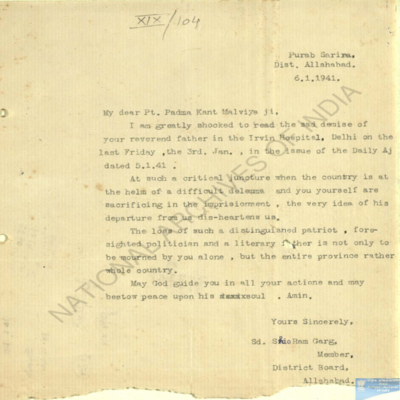 XIX/104
Purab Sarira.
Dist. Allahabad.
6.1.1941.
My dear Pt. Padma Kant Malviya ji.
I am greatly shocked to read the sad demise of
your reverend father in the Irvin Hospital, Delhi on the
last Friday ,the 3rd. Jan. , in the issue of the Daily Aj
dated 5.1.41 .
At such a critical juncture when the country is at
the helm of a difficult delemma and you yourself are
sacrificing in the imprisionment , the very idea of his
departure from us dis-heartens us.
The loss of such a distinguished patriot , fore-
sighted politician and a literary father is not only to
be mourned by you alone , but the entire province rather
whole country.
May God guide you in all your actions and may
bestow peace upon his soul . Amin.
Yours Sincerely.
Sd. Ram Garg.
Member.
District Board.
Allahabad.
NATIONAL ARCHIVES OF INDIA